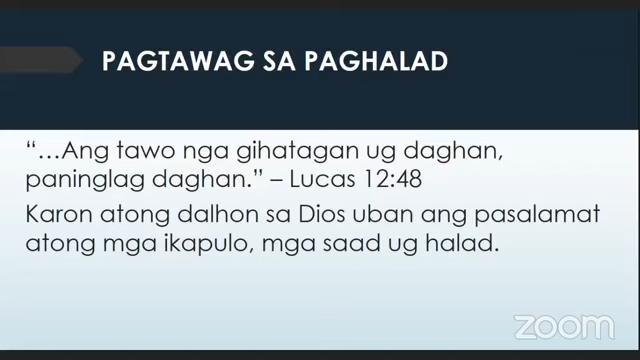 PAGTAWAG SA PAGHALAD
“…Ang tawo nga gihatagan ug daghan,
paninglag daghan.” – Lucas 12:48
Karon atong dalhon sa Dios uban ang pasalamat
atong mga ikapulo, mga saad ug halad.
zoom